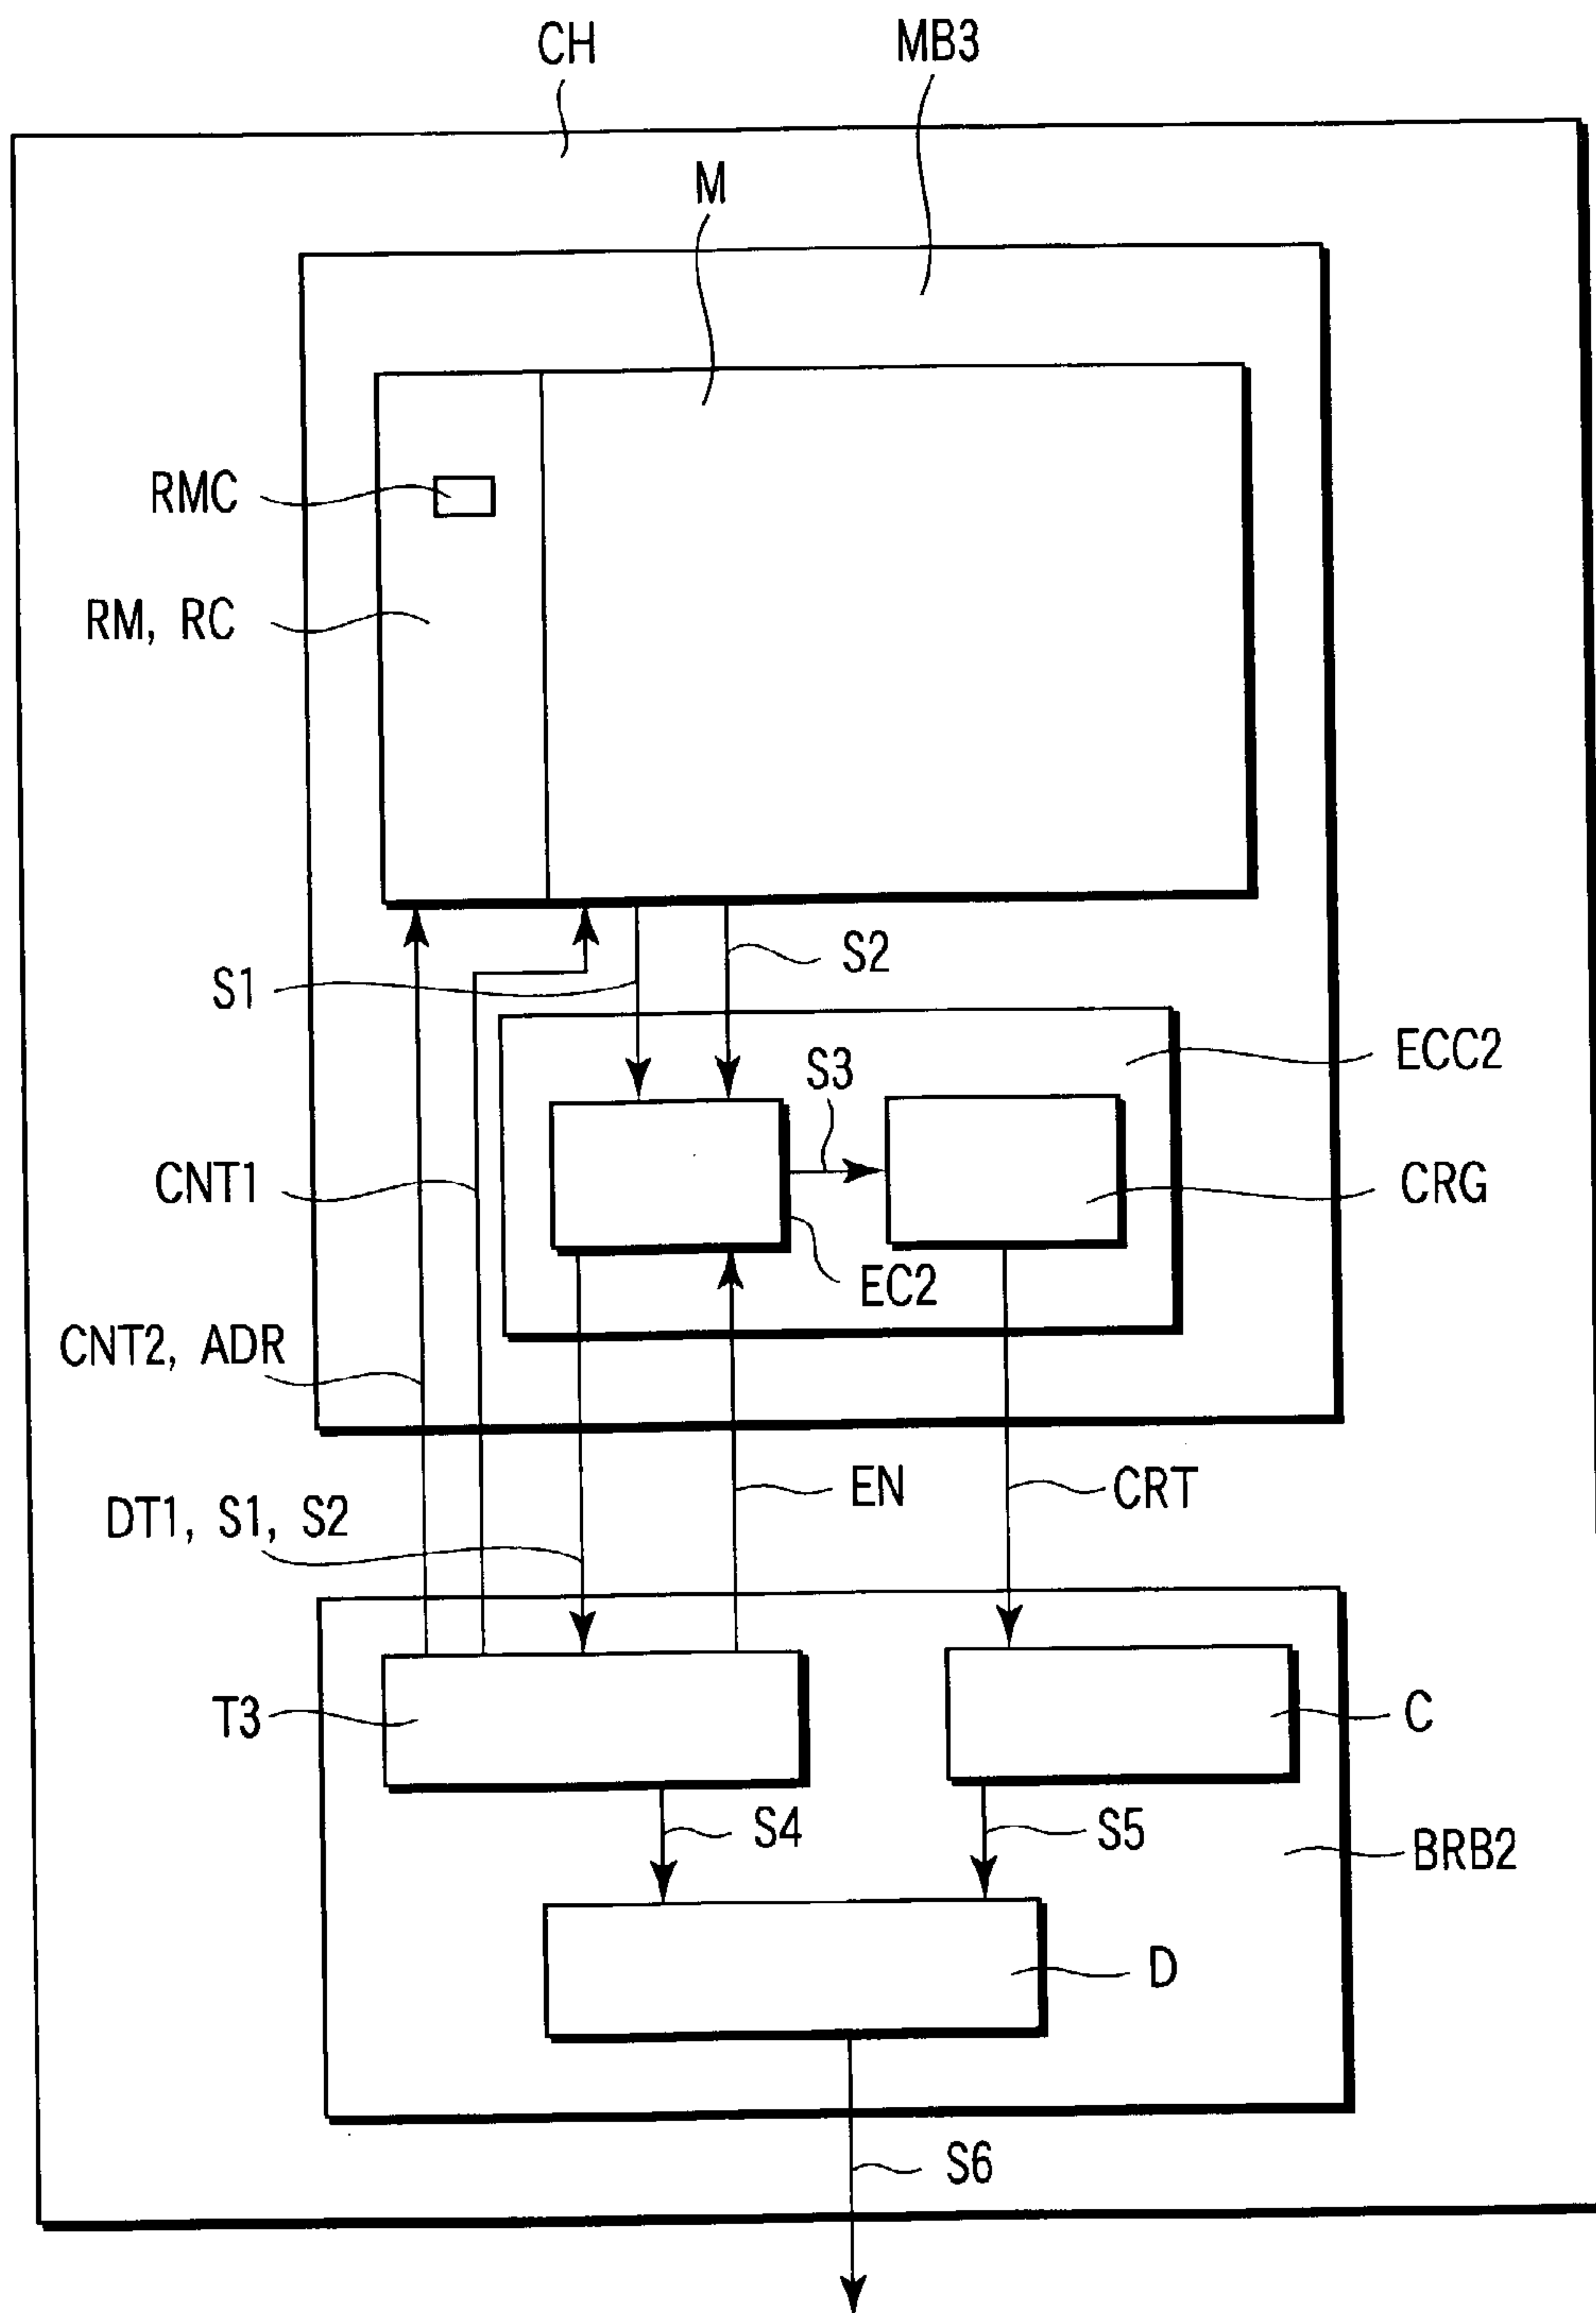 CH
MB3
M
RMC
RM, RC
S2
S1
ECC2
S3
CNT1
CRG
EC2
CNT2, ADR
EN
CRT
DT1, S1, S2
T3
C
S4
S5
BRB2
D
S6